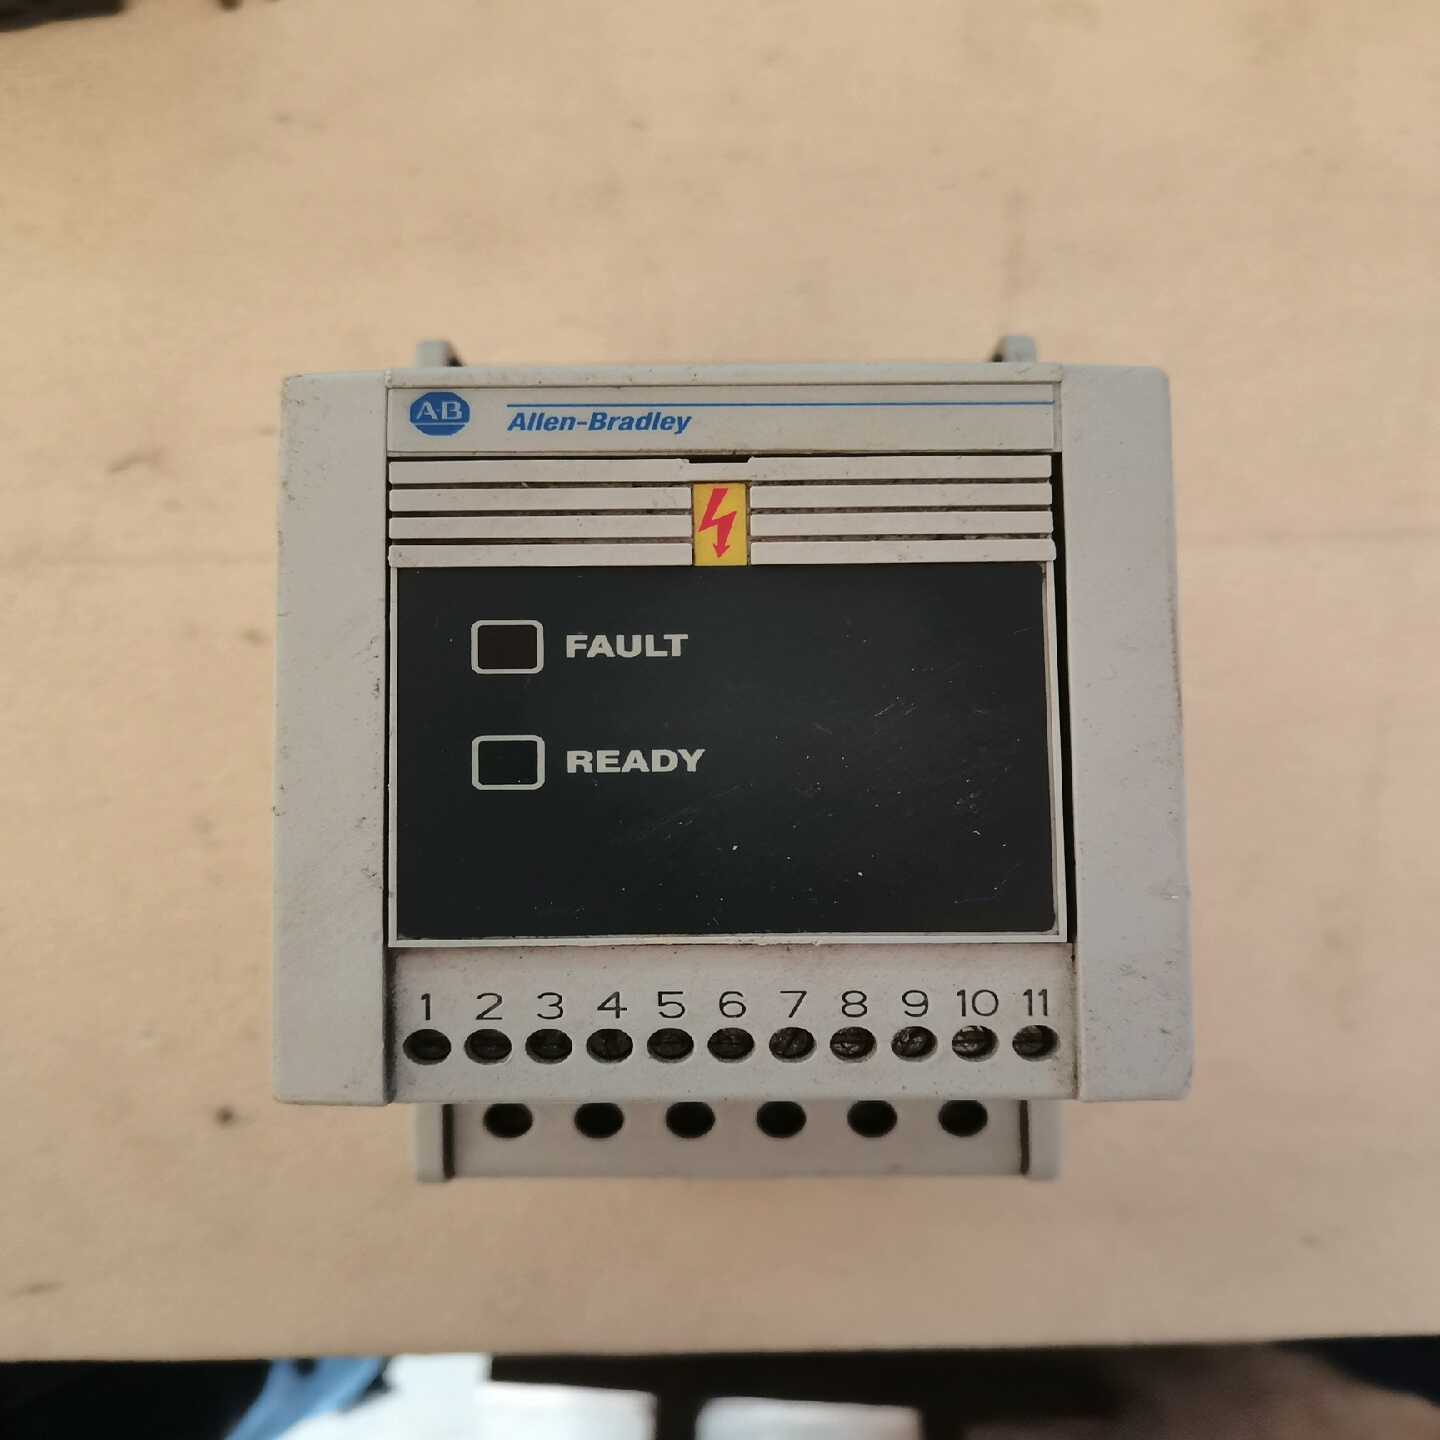 AB Allen-Bradley
FAULT
READY
1 2 3 4 5 6 7 8 9 10 11